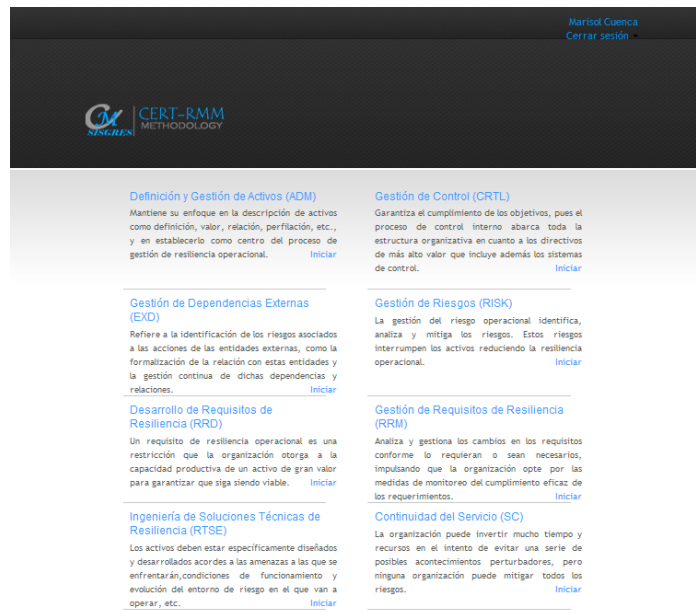 Marisol Cuenca
Cerrar sesión
CM
SISGRES
CERT-RMM
METHODOLOGY
Definición y Gestión de Activos (ADM)
Mantiene su enfoque en la descripción de activos
como definición, valor, relación, perfilación, etc.,
y en establecerlo como centro del proceso de
gestión de resiliencia operacional. Iniciar
Gestión de Control (CRTL)
Garantiza el cumplimiento de los objetivos, pues el
proceso de control interno abarca toda la
estructura organizativa en cuanto a los directivos
de más alto valor que incluye además los sistemas
de control. Iniciar
Gestión de Dependencias Externas
(EXD)
Refiere a la identificación de los riesgos asociados
a las acciones de las entidades externas, como la
formalización de la relación con estas entidades y
la gestión continua de dichas dependencias y
relaciones. Iniciar
Gestión de Riesgos (RISK)
La gestión del riesgo operacional identifica,
analiza y mitiga los riesgos. Estos riesgos
interrumpen los activos reduciendo la resiliencia
operacional. Iniciar
Desarrollo de Requisitos de
Resiliencia (RRD)
Un requisito de resiliencia operacional es una
restricción que la organización otorga a la
capacidad productiva de un activo de gran valor
para garantizar que siga siendo viable. Iniciar
Gestión de Requisitos de Resiliencia
(RRM)
Analiza y gestiona los cambios en los requisitos
conforme lo requieran o sean necesarios,
impulsando que la organización opte por las
medidas de monitoreo del cumplimiento eficaz de
los requerimientos. Iniciar
Ingeniería de Soluciones Técnicas de
Resiliencia (RTSE)
Los activos deben estar específicamente diseñados
y desarrollados acordes a las amenazas a las que se
enfrentarán,condiciones de funcionamiento y
evolución del entorno de riesgo en el que van a
operar, etc. Iniciar
Continuidad del Servicio (SC)
La organización puede invertir mucho tiempo y
recursos en el intento de evitar una serie de
posibles acontecimientos perturbadores, pero
ninguna organización puede mitigar todos los
riesgos. Iniciar